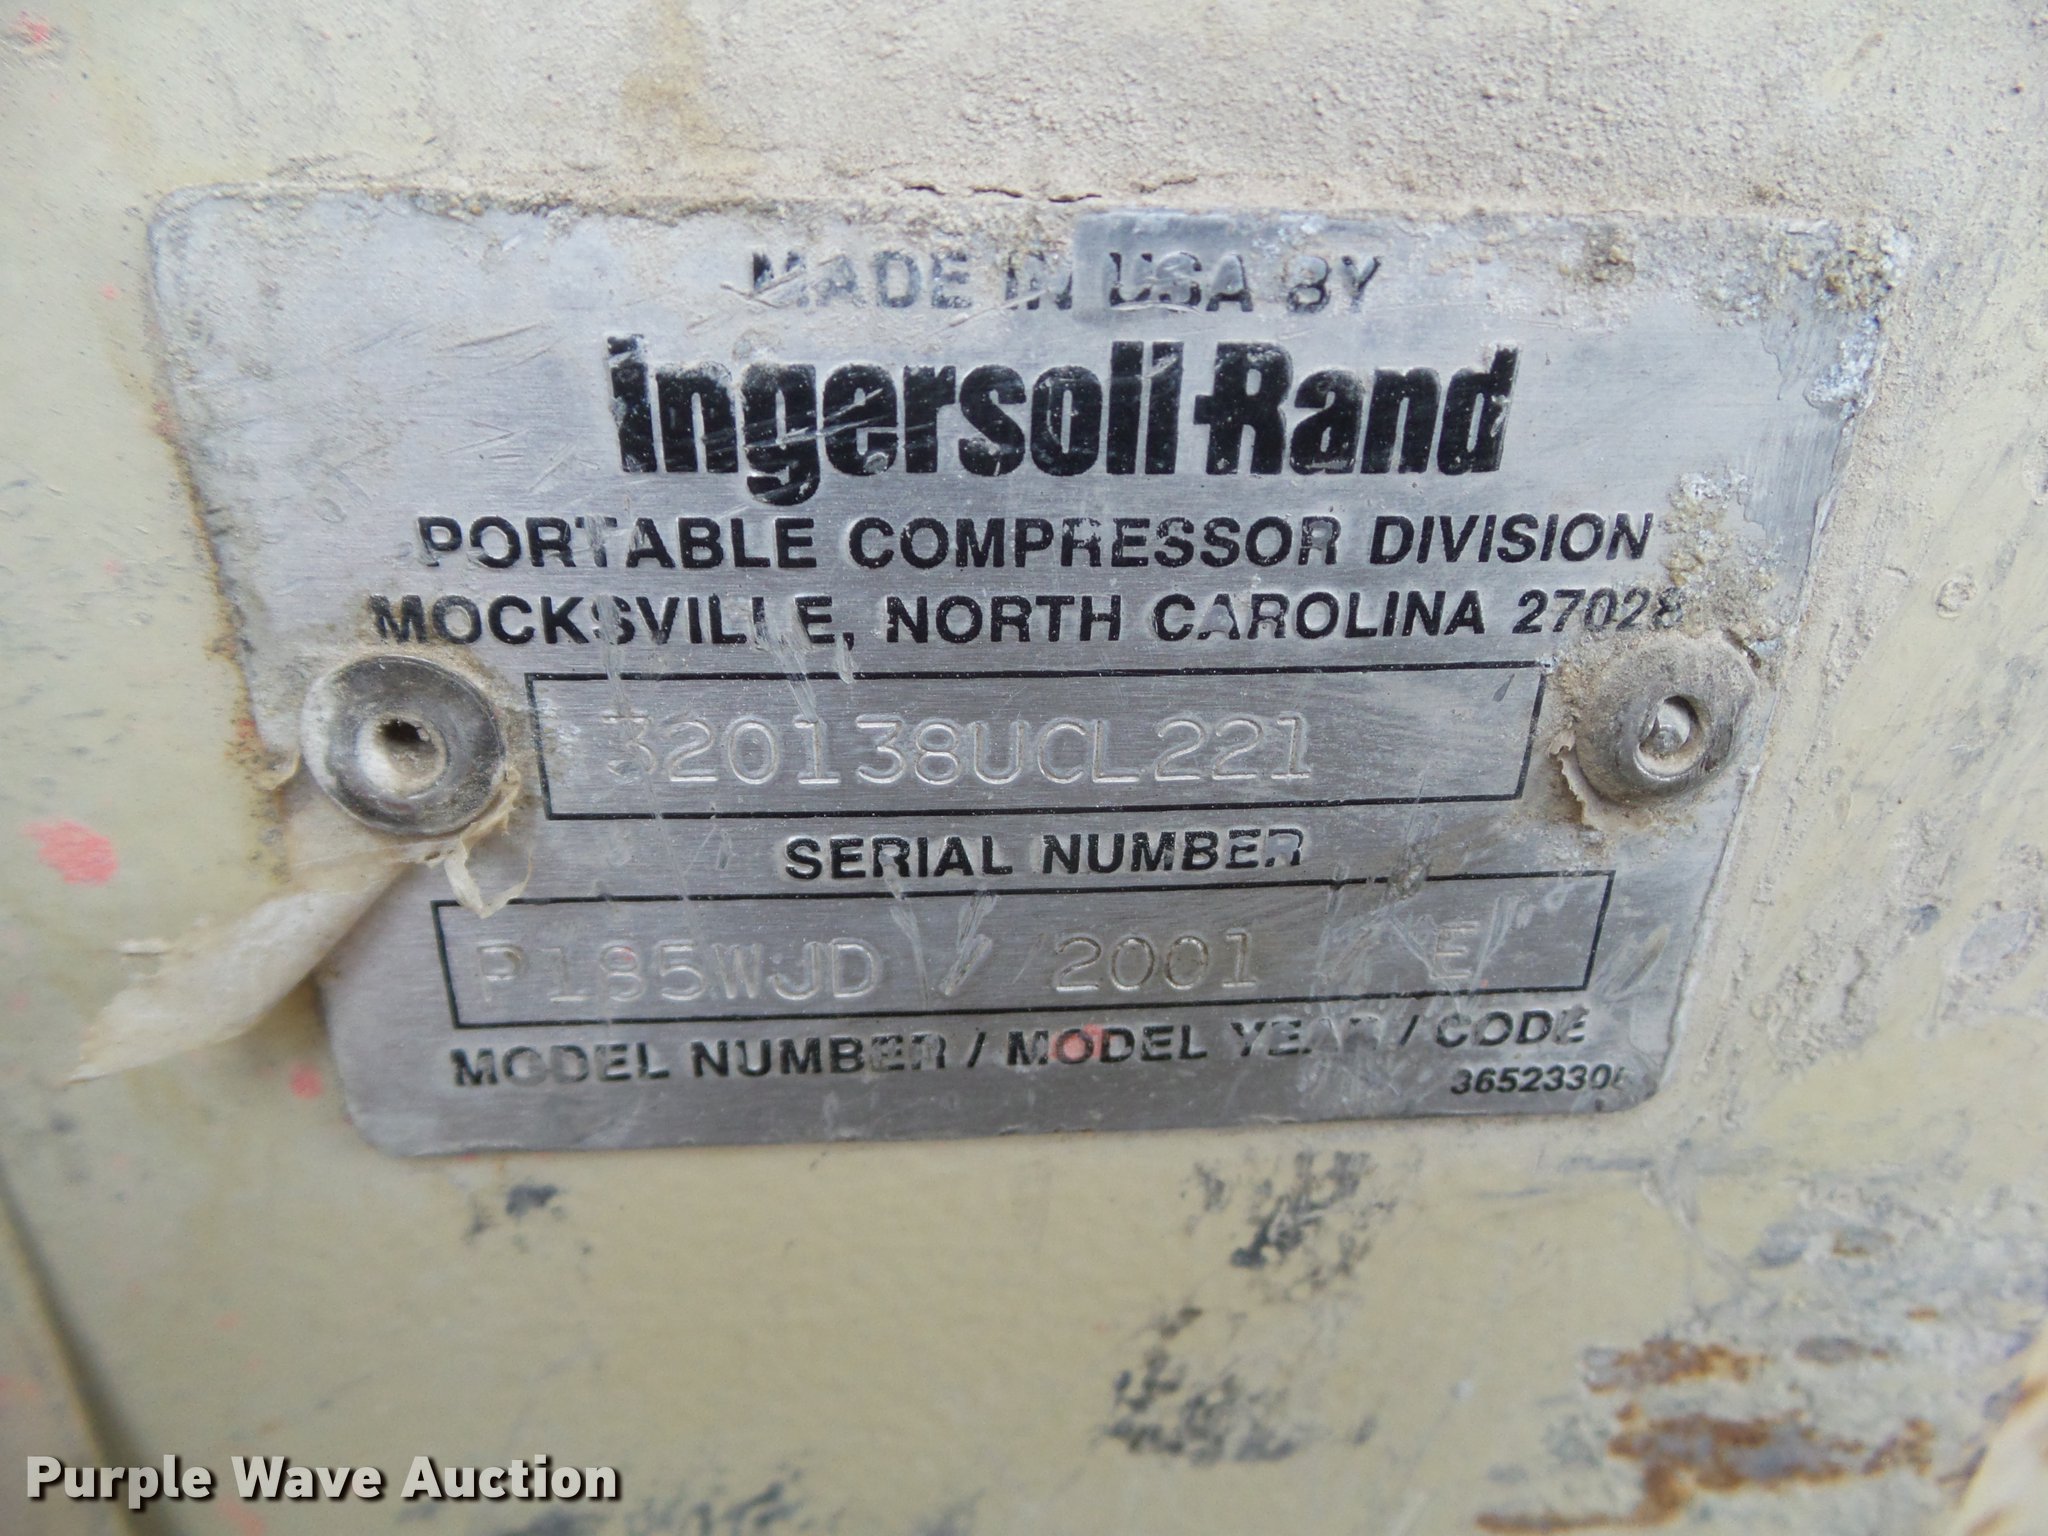 MADE IN USA BY
Ingersoll-Rand
PORTABLE COMPRESSOR DIVISION
MOCKSVILLE, NORTH CAROLINA 27028
320138UCL221
SERIAL NUMBER
P185WJD / 2001 / E
MODEL NUMBER / MODEL YEAR / CODE
Purple Wave Auction